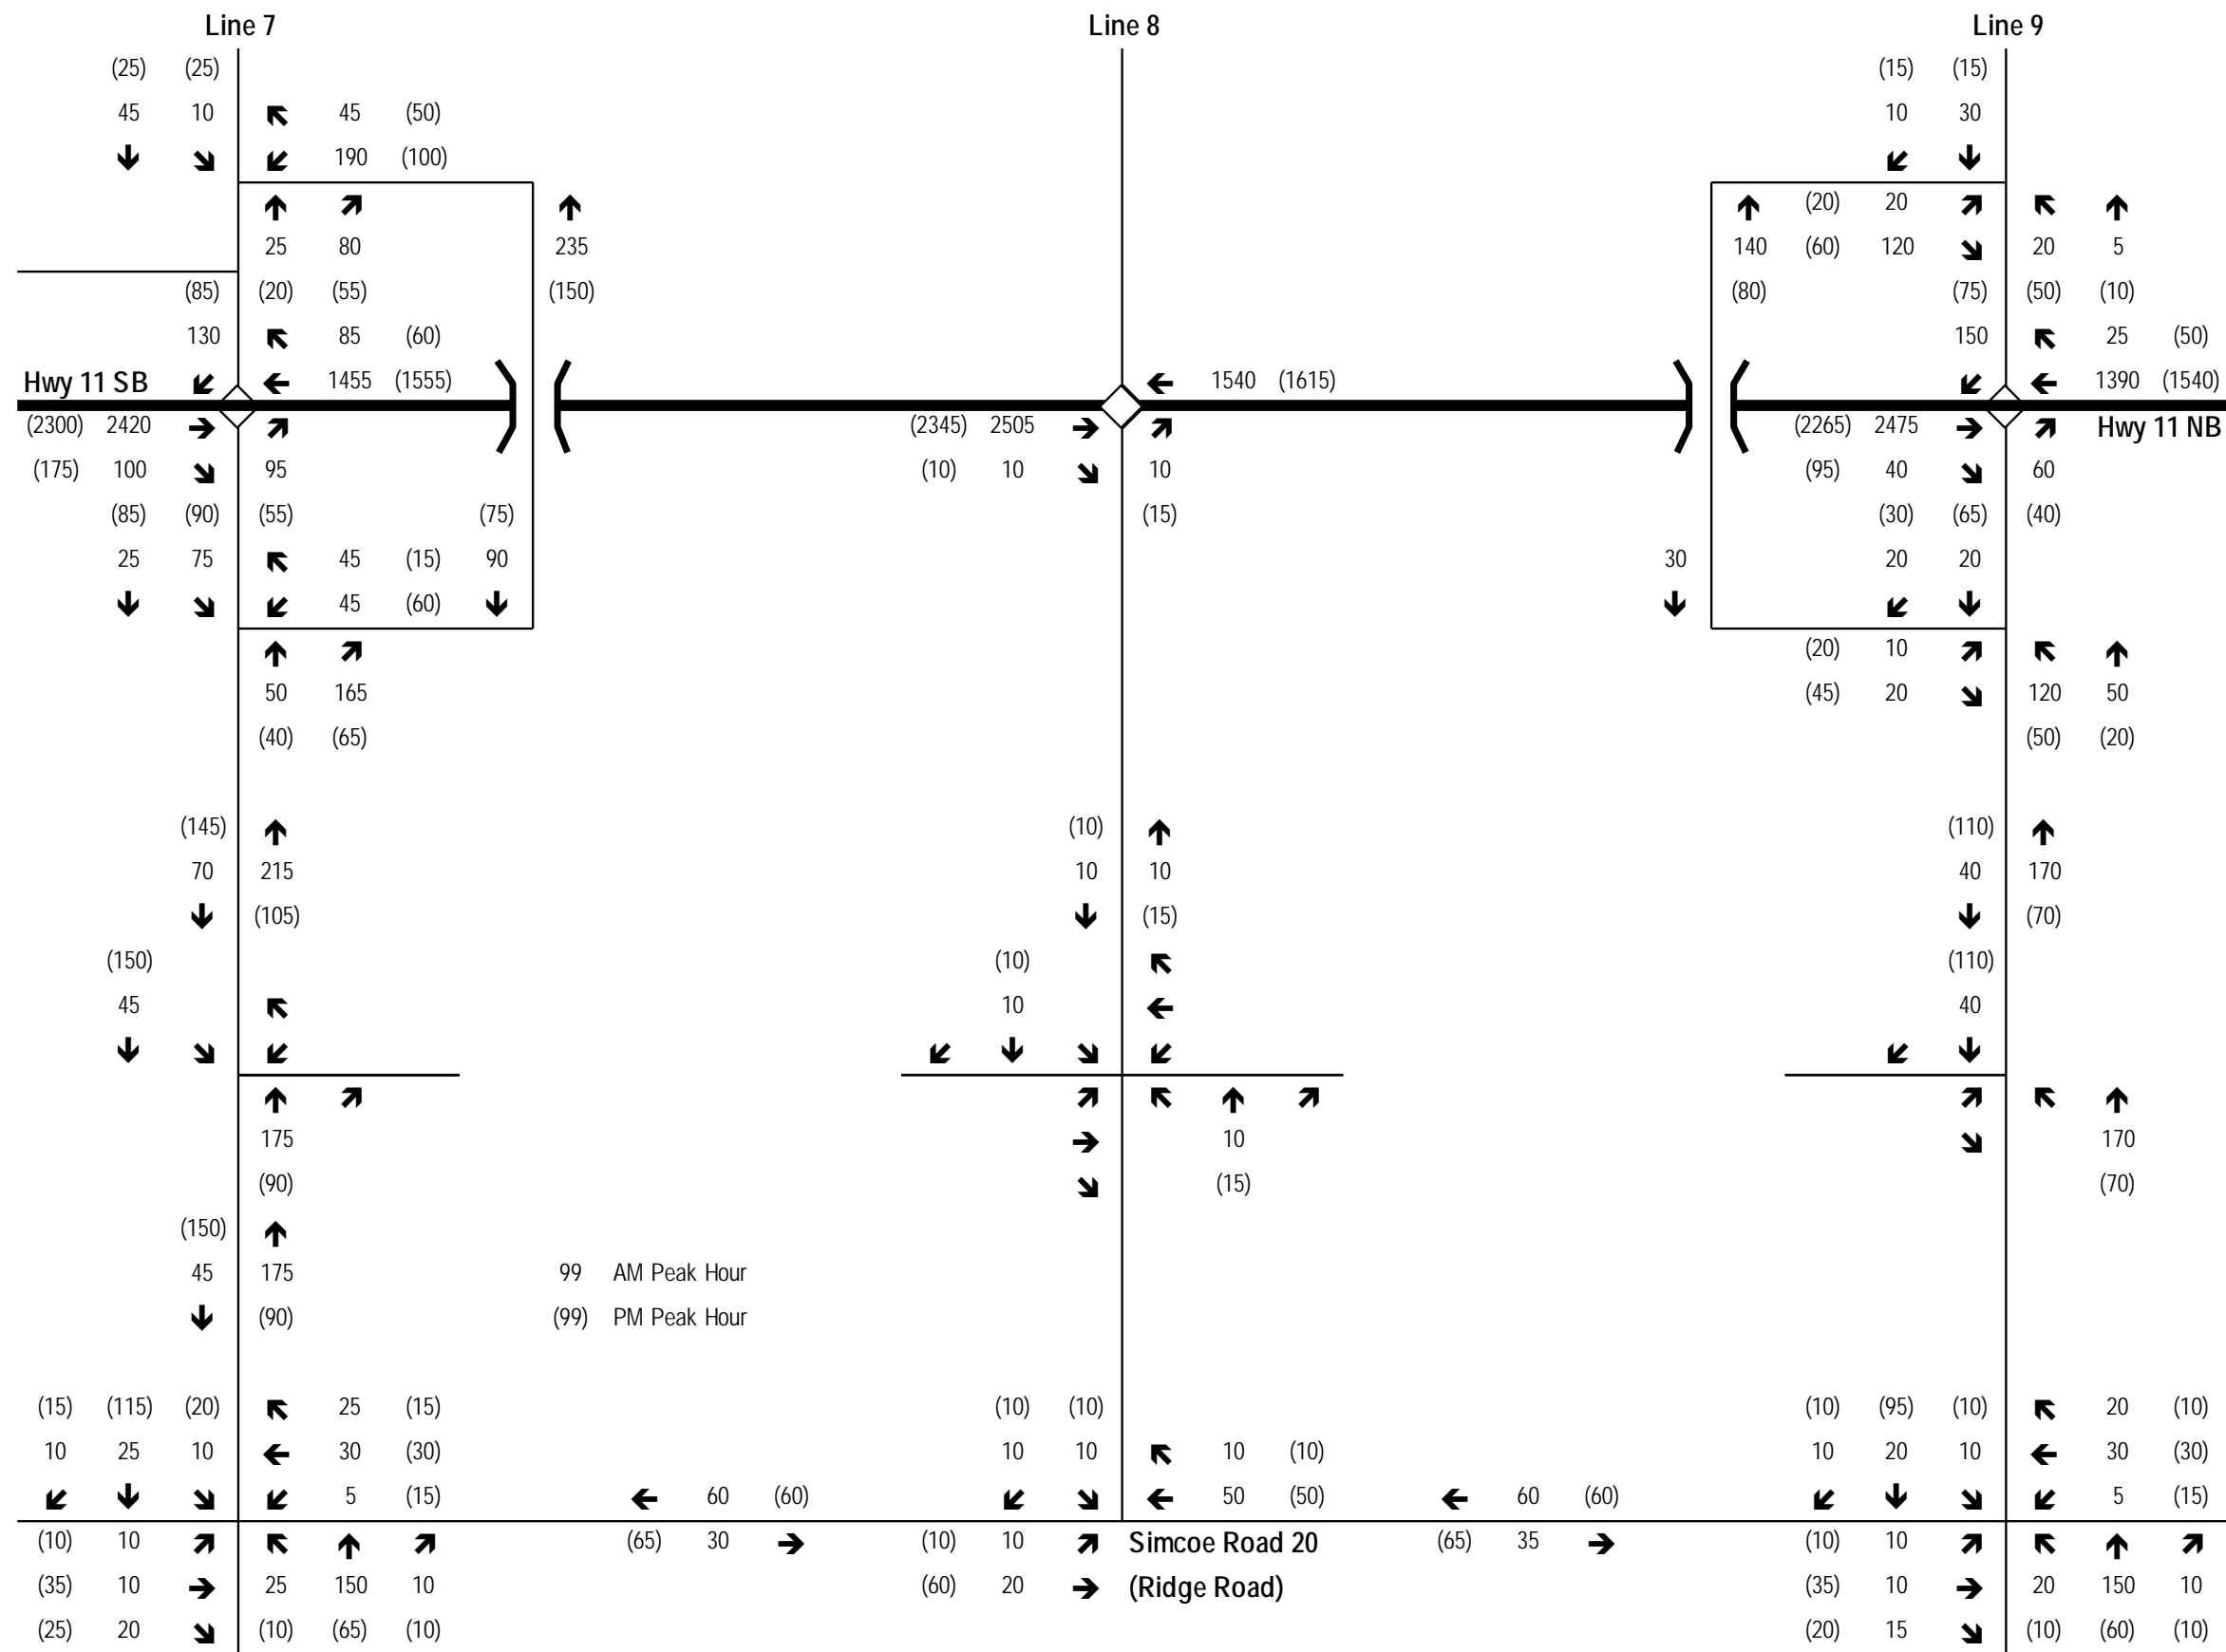 Line 7 Line 8 Line 9
(25) (25) (15) (15)
45 10 45 (50) 10 30
190 (100)
(20) 20
25 80 235 140 (60) 120 20 5
(85) (20) (55) (150) (80) (75) (50) (10)
130 85 (60) 150 25 (50)
Hwy 11 SB 1455 (1555) 1540 (1615) 1390 (1540)
(2300) 2420 (2345) 2505 (2265) 2475 Hwy 11 NB
(175) 100 95 (10) 10 10 (95) 40 60
(85) (90) (55) (75) (15) (30) (65) (40)
25 75 45 (15) 90 30 20 20
45 (60)
(20) 10
50 165 (45) 20 120 50
(40) (65) (50) (20)
(145) (10) (110)
70 215 10 10 40 170
(105) (15) (70)
(150) (10) (110)
45 10 40
175 10 170
(90) (15) (70)
(150)
45 175 99 AM Peak Hour
(90) (99) PM Peak Hour
(15) (115) (20) 25 (15) (10) (10) (10) (95) (10) 20 (10)
10 25 10 30 (30) 10 10 10 (10) 10 20 10 30 (30)
5 (15) 60 (60) 50 (50) 60 (60) 5 (15)
(10) 10 (65) 30 (10) 10 Simcoe Road 20 (65) 35 (10) 10
(35) 10 25 150 10 (60) 20 (Ridge Road) (35) 10 20 150 10
(25) 20 (10) (65) (10) (20) 15 (10) (60) (10)